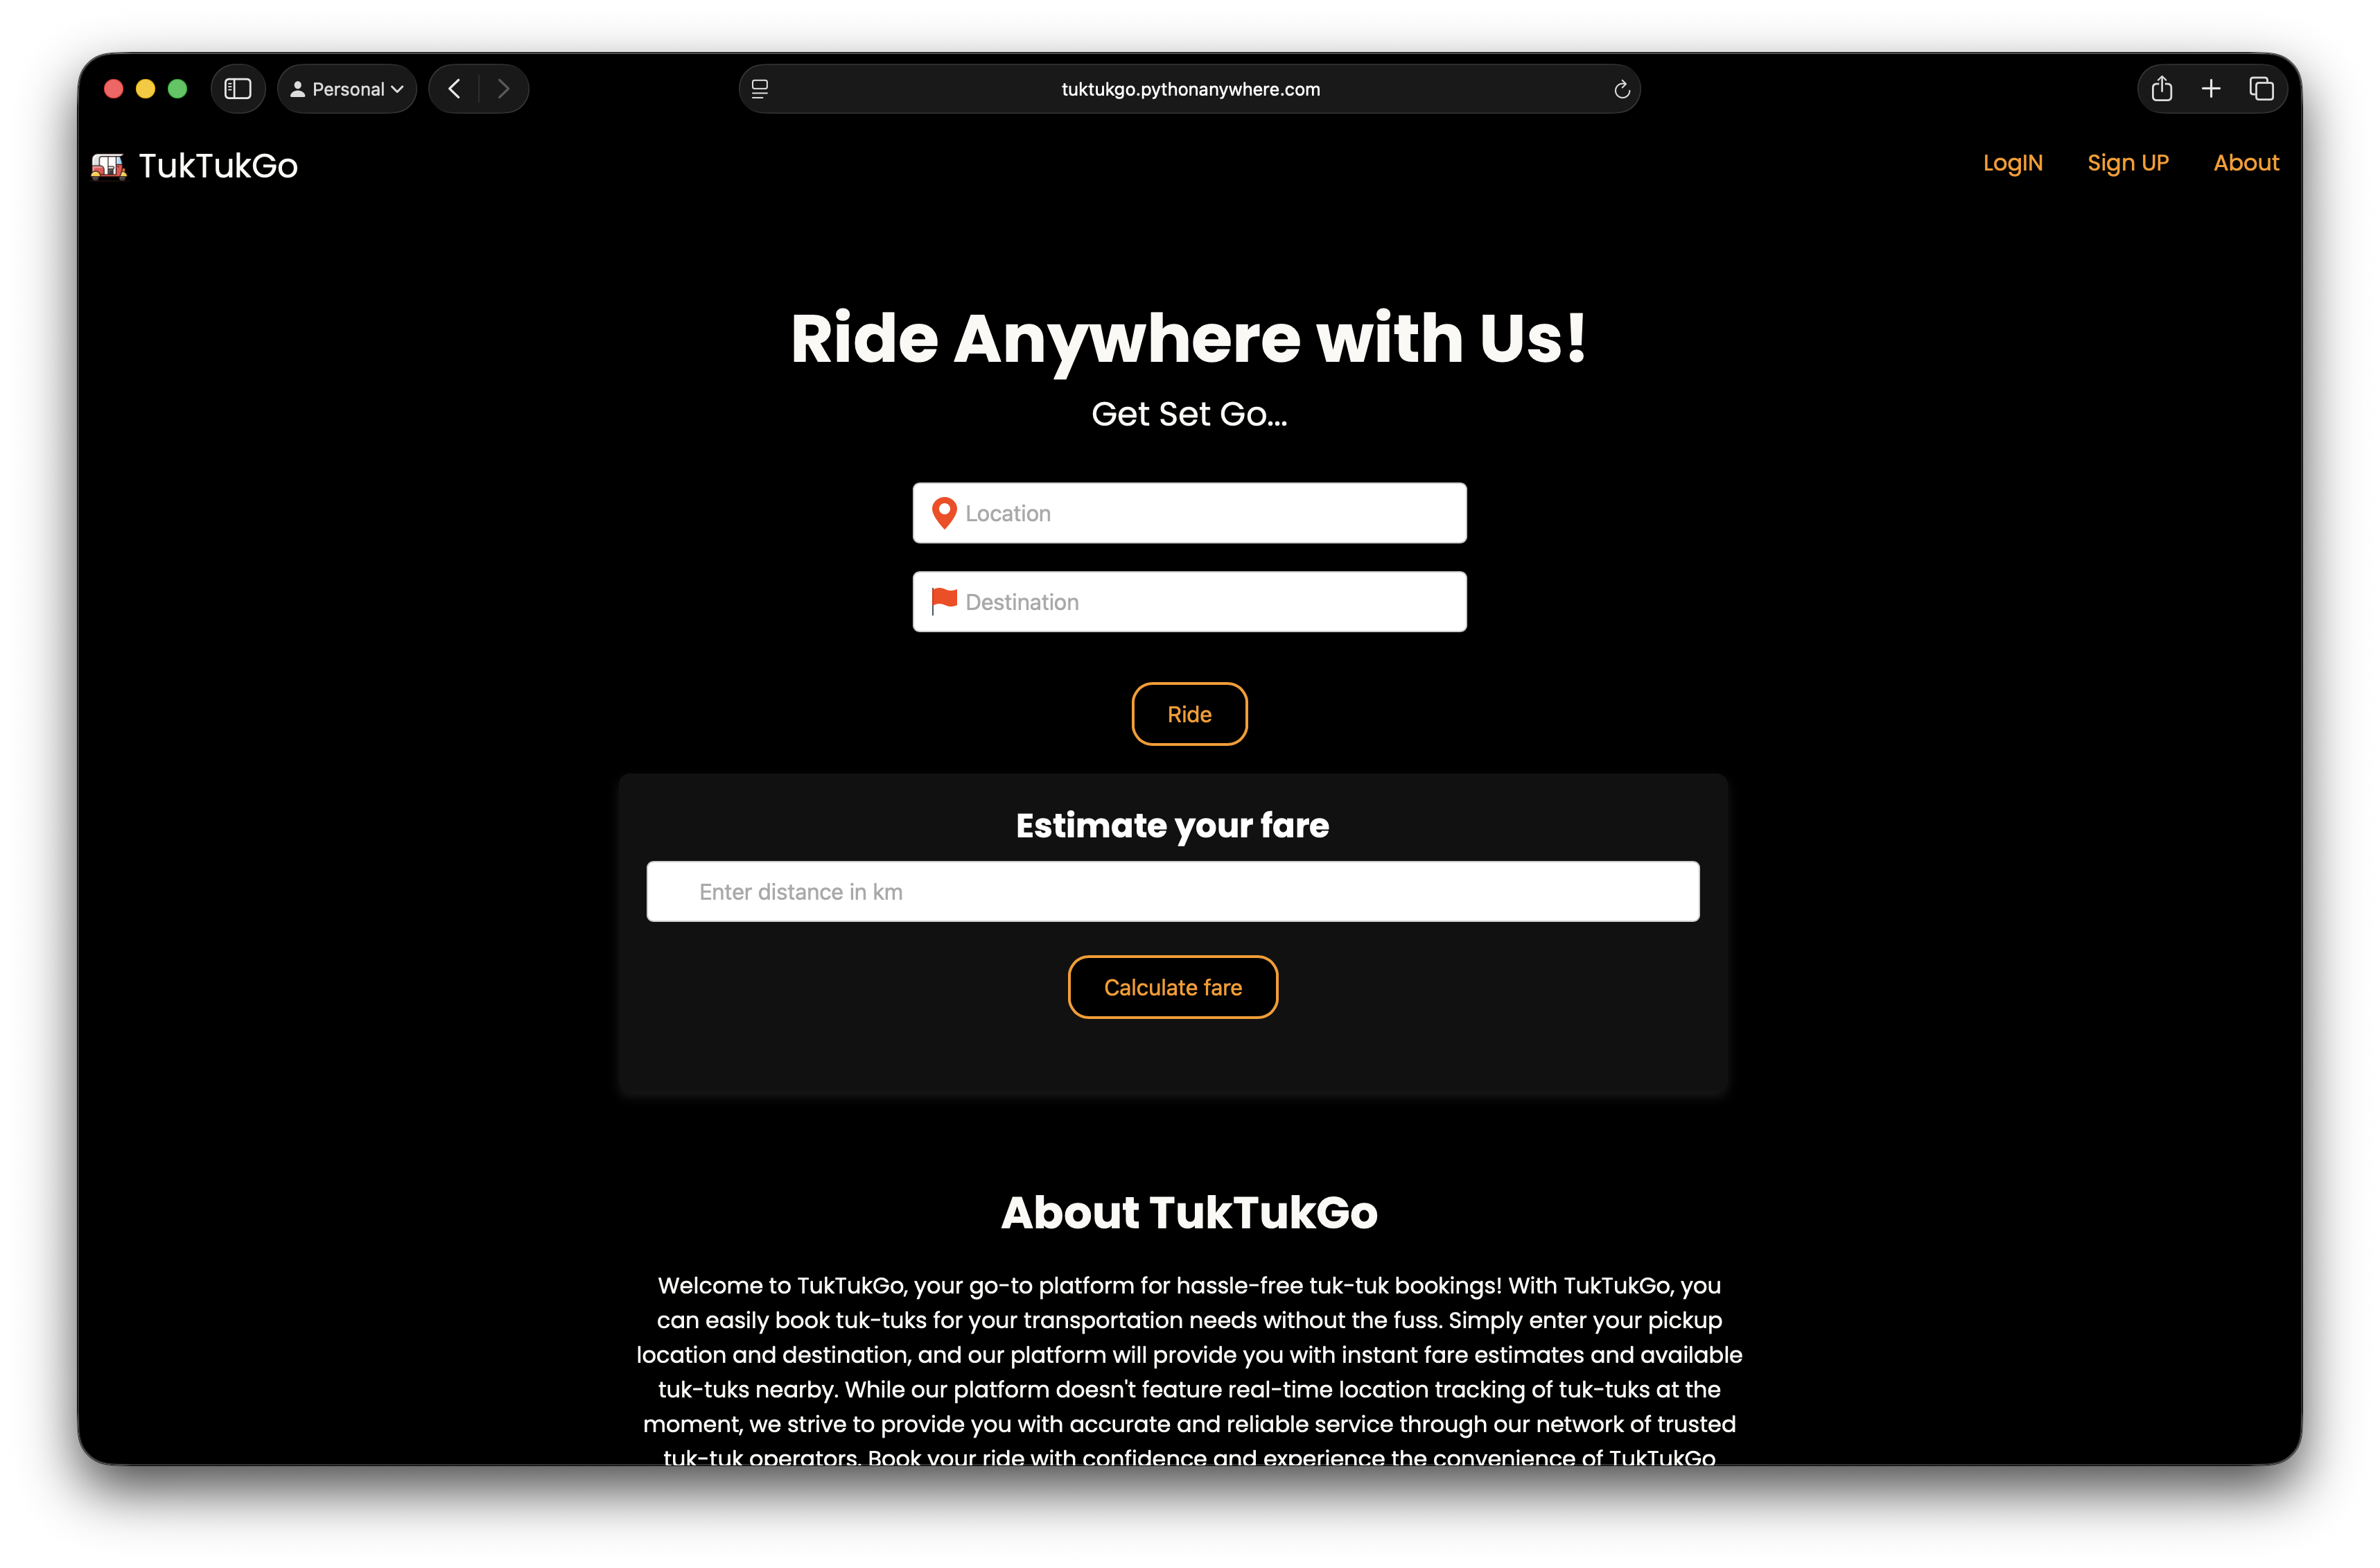 Personal
tuktukgo.pythonanywhere.com
TukTukGo
LogIN
Sign UP
About
Ride Anywhere with Us!
Get Set Go...
Location
Destination
Ride
Estimate your fare
Enter distance in km
Calculate fare
About TukTukGo
Welcome to TukTukGo, your go-to platform for hassle-free tuk-tuk bookings! With TukTukGo, you
can easily book tuk-tuks for your transportation needs without the fuss. Simply enter your pickup
location and destination, and our platform will provide you with instant fare estimates and available
tuk-tuks nearby. While our platform doesn't feature real-time location tracking of tuk-tuks at the
moment, we strive to provide you with accurate and reliable service through our network of trusted
tuk-tuk operators. Book your ride with confidence and experience the convenience of TukTukGo